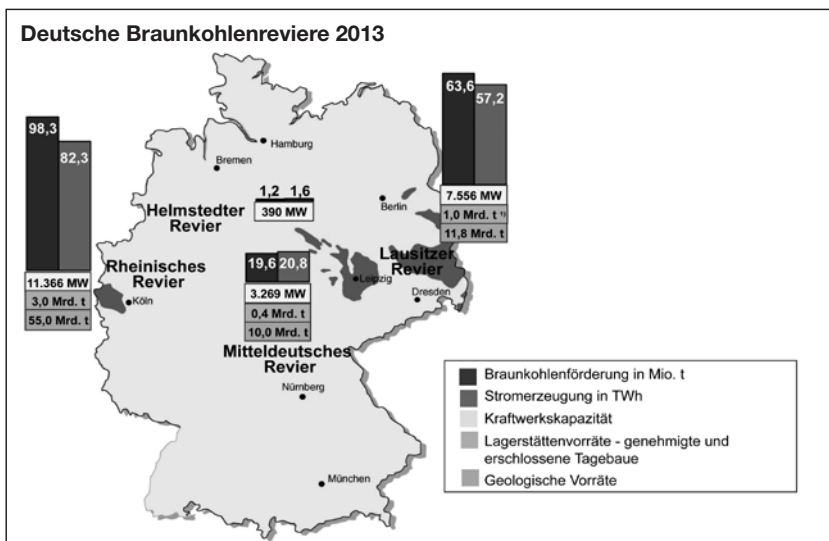 Deutsche Braunkohlenreviere 2013
98,3
82,3
11.366 MW
3,0 Mrd. t
55,0 Mrd. t
Rheinisches
Revier
Köln
Hamburg
Bremen
1,2 1,6
390 MW
Helmstedter
Revier
Berlin
63,6
57,2
7.556 MW
1,0 Mrd. t ¹⁾
11,8 Mrd. t
Lausitzer
Revier
Leipzig
Dresden
19,6 20,8
3.269 MW
0,4 Mrd. t
10,0 Mrd. t
Mitteldeutsches
Revier
Nürnberg
München
Braunkohlenförderung in Mio. t
Stromerzeugung in TWh
Kraftwerkskapazität
Lagerstättenvorräte - genehmigte und
erschlossene Tagebaue
Geologische Vorräte